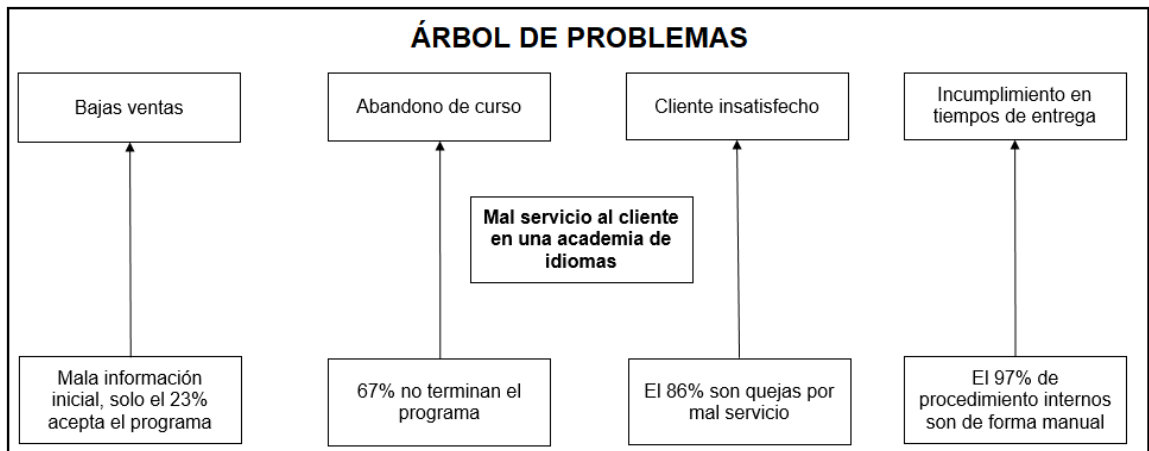 ÁRBOL DE PROBLEMAS
Bajas ventas
Abandono de curso
Cliente insatisfecho
Incumplimiento en
tiempos de entrega
Mal servicio al cliente
en una academia de
idiomas
Mala información
inicial, solo el 23%
acepta el programa
67% no terminan el
programa
El 86% son quejas por
mal servicio
El 97% de
procedimiento internos
son de forma manual